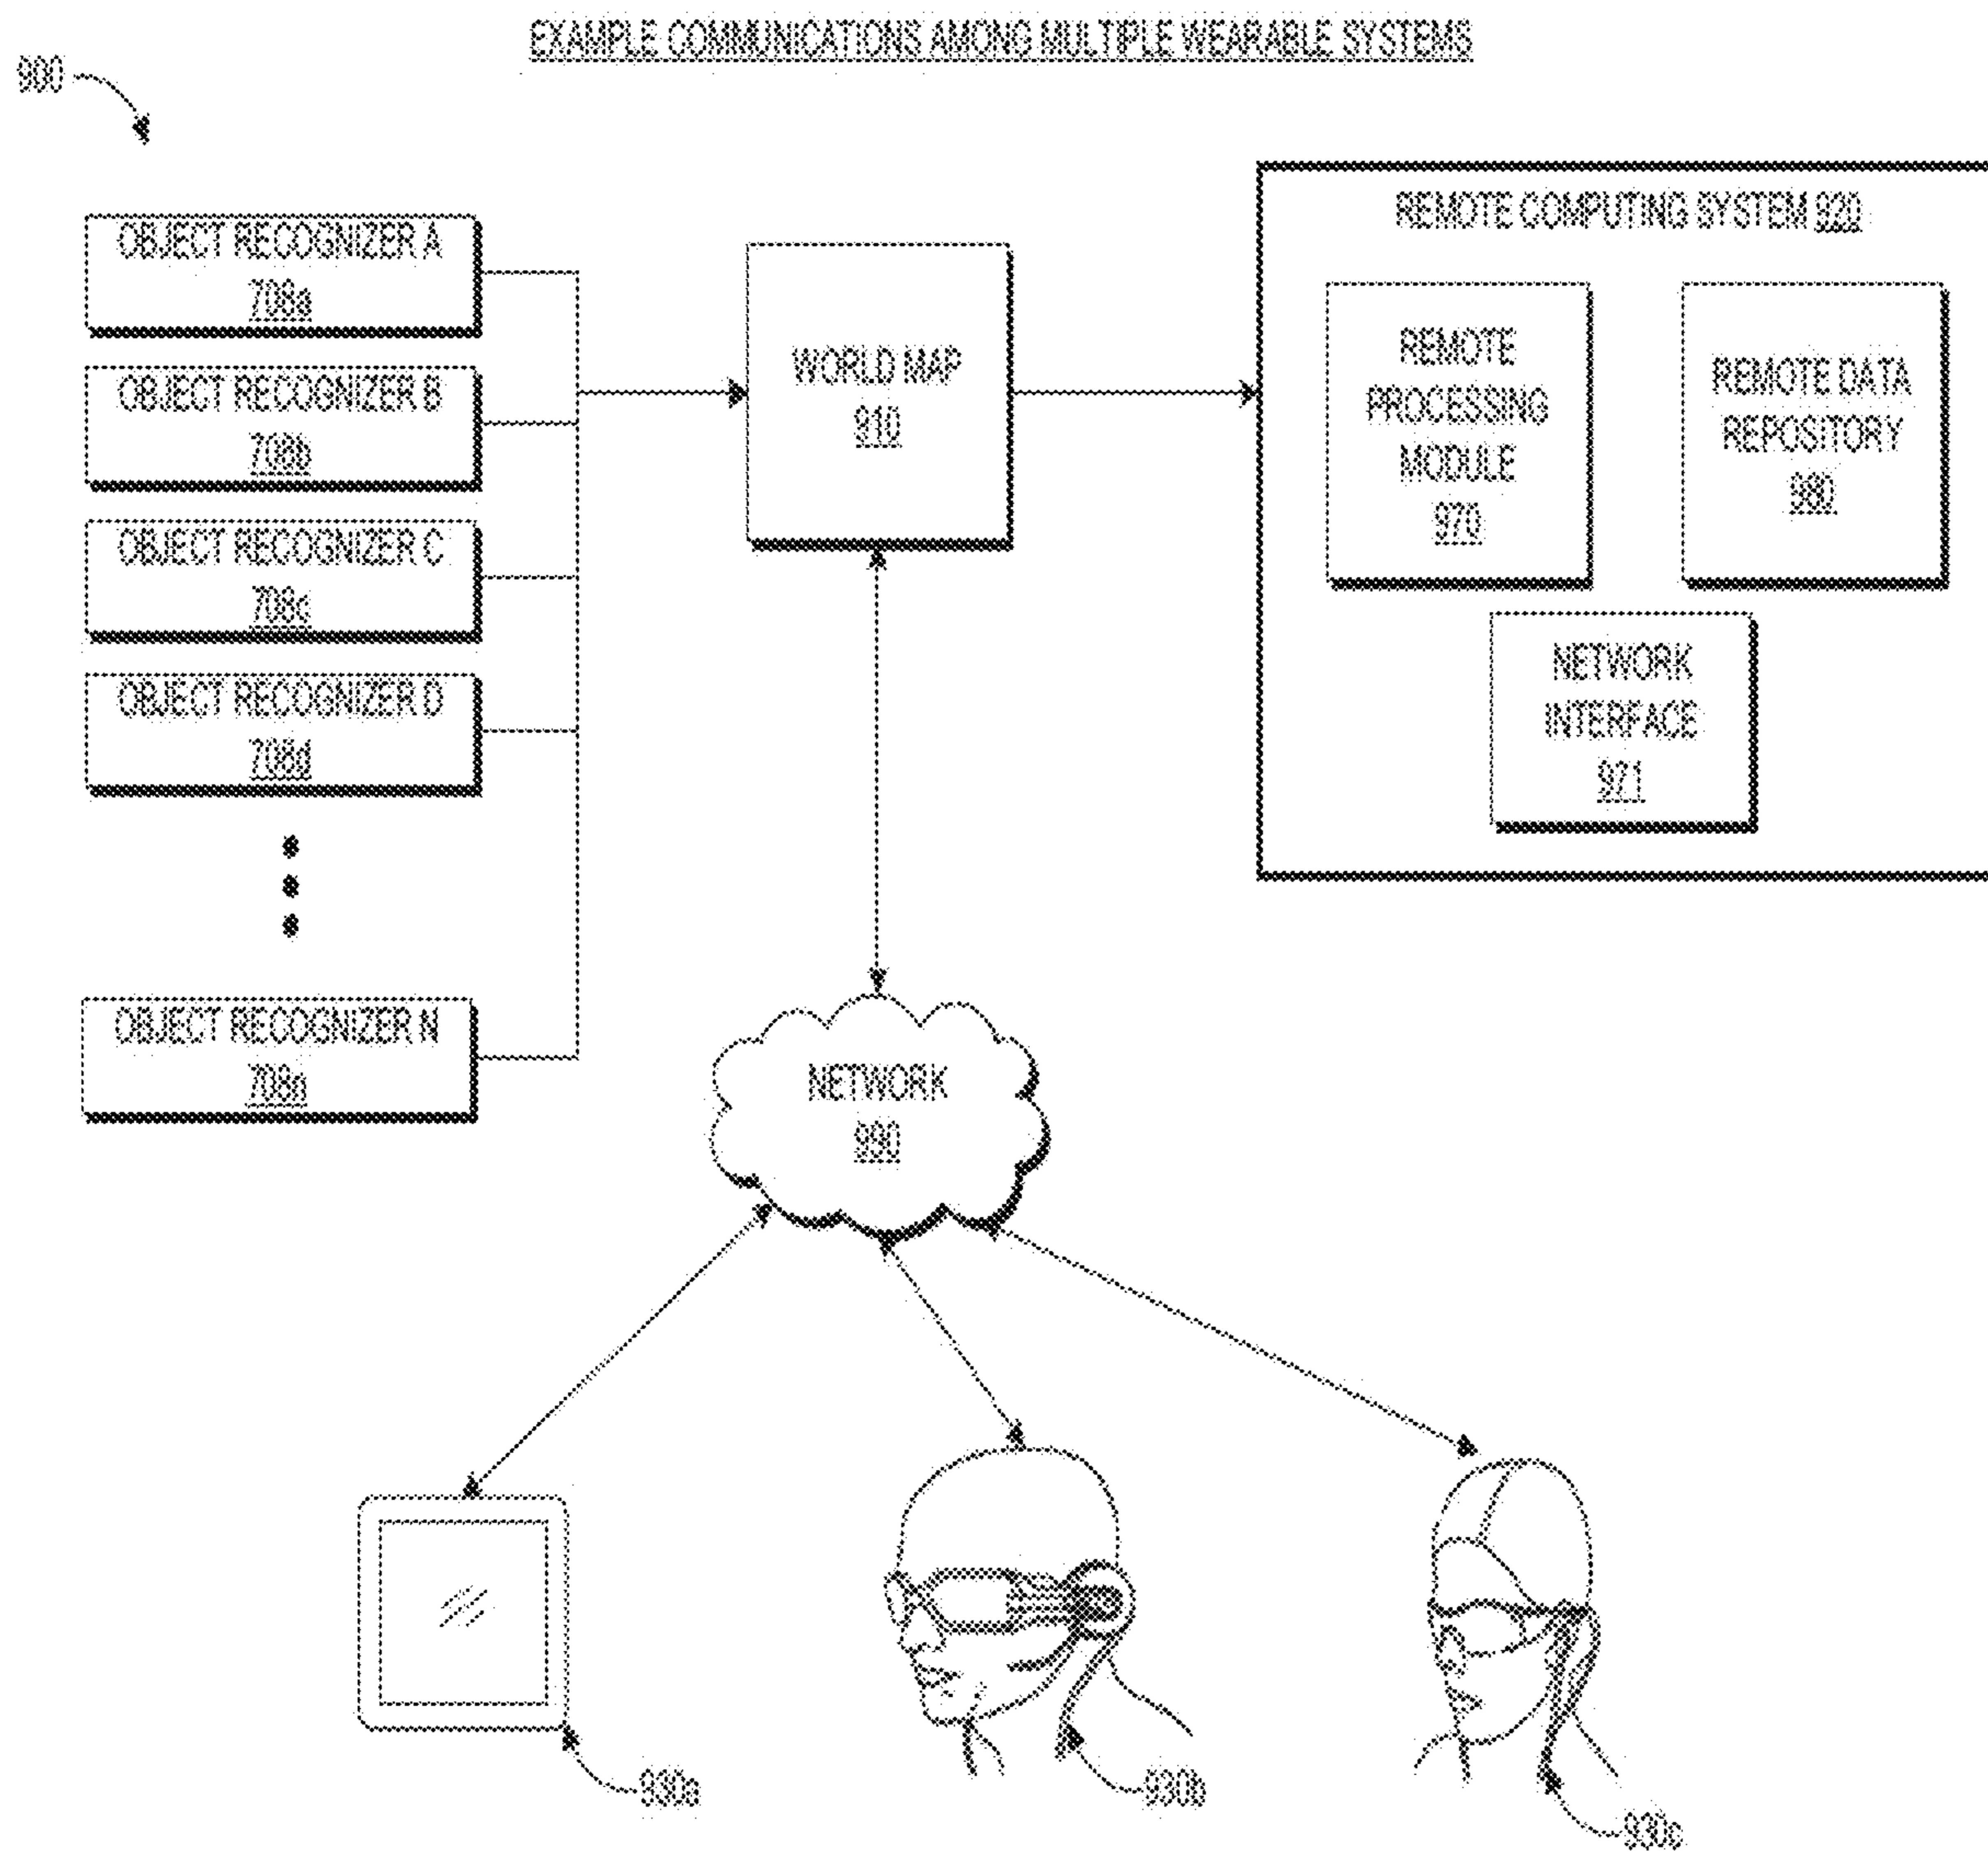 EXAMPLE COMMUNICATIONS AMONG MULTIPLE WEARABLE SYSTEMS
900
OBJECT RECOGNIZER A
708a
OBJECT RECOGNIZER B
708b
OBJECT RECOGNIZER C
708c
OBJECT RECOGNIZER D
708d
OBJECT RECOGNIZER N
708n
WORLD MAP
910
REMOTE COMPUTING SYSTEM 920
REMOTE
PROCESSING
MODULE
970
REMOTE DATA
REPOSITORY
980
NETWORK
INTERFACE
971
NETWORK
990
930a
930b
930c